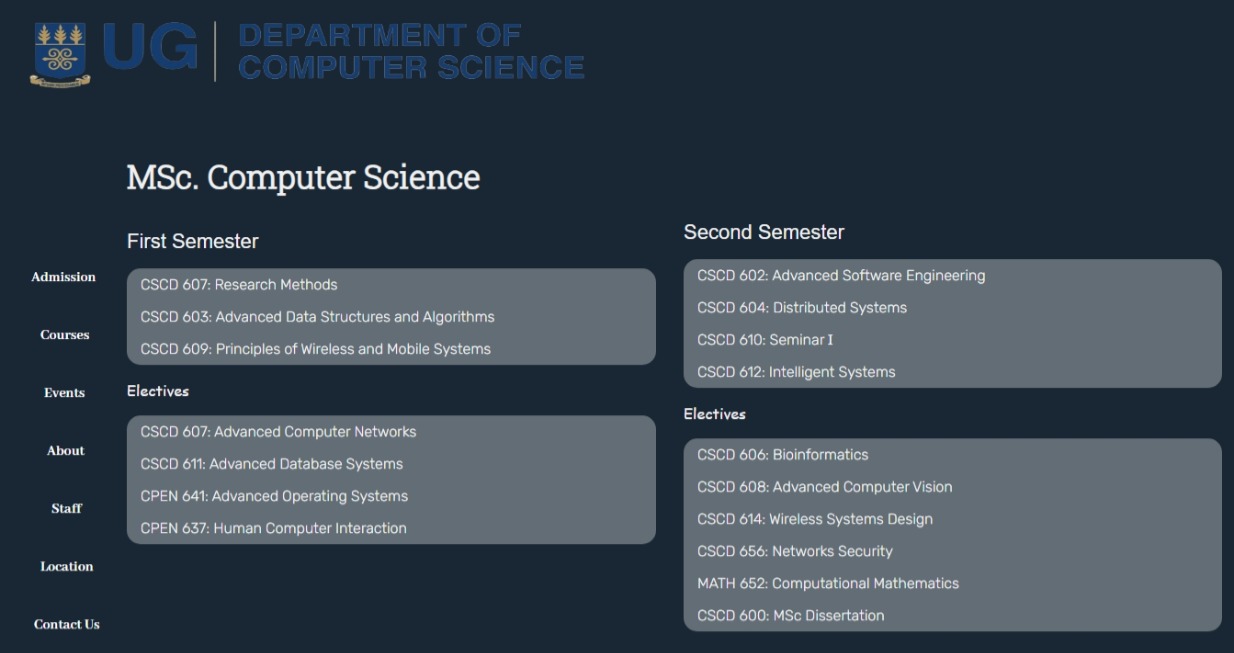 UG
DEPARTMENT OF
COMPUTER SCIENCE
MSc. Computer Science
Admission
Courses
Events
About
Staff
Location
Contact Us
First Semester
CSCD 607: Research Methods
CSCD 603: Advanced Data Structures and Algorithms
CSCD 609: Principles of Wireless and Mobile Systems
Electives
CSCD 607: Advanced Computer Networks
CSCD 611: Advanced Database Systems
CPEN 641: Advanced Operating Systems
CPEN 637: Human Computer Interaction
Second Semester
CSCD 602: Advanced Software Engineering
CSCD 604: Distributed Systems
CSCD 610: Seminar I
CSCD 612: Intelligent Systems
Electives
CSCD 606: Bioinformatics
CSCD 608: Advanced Computer Vision
CSCD 614: Wireless Systems Design
CSCD 656: Networks Security
MATH 652: Computational Mathematics
CSCD 600: MSc Dissertation